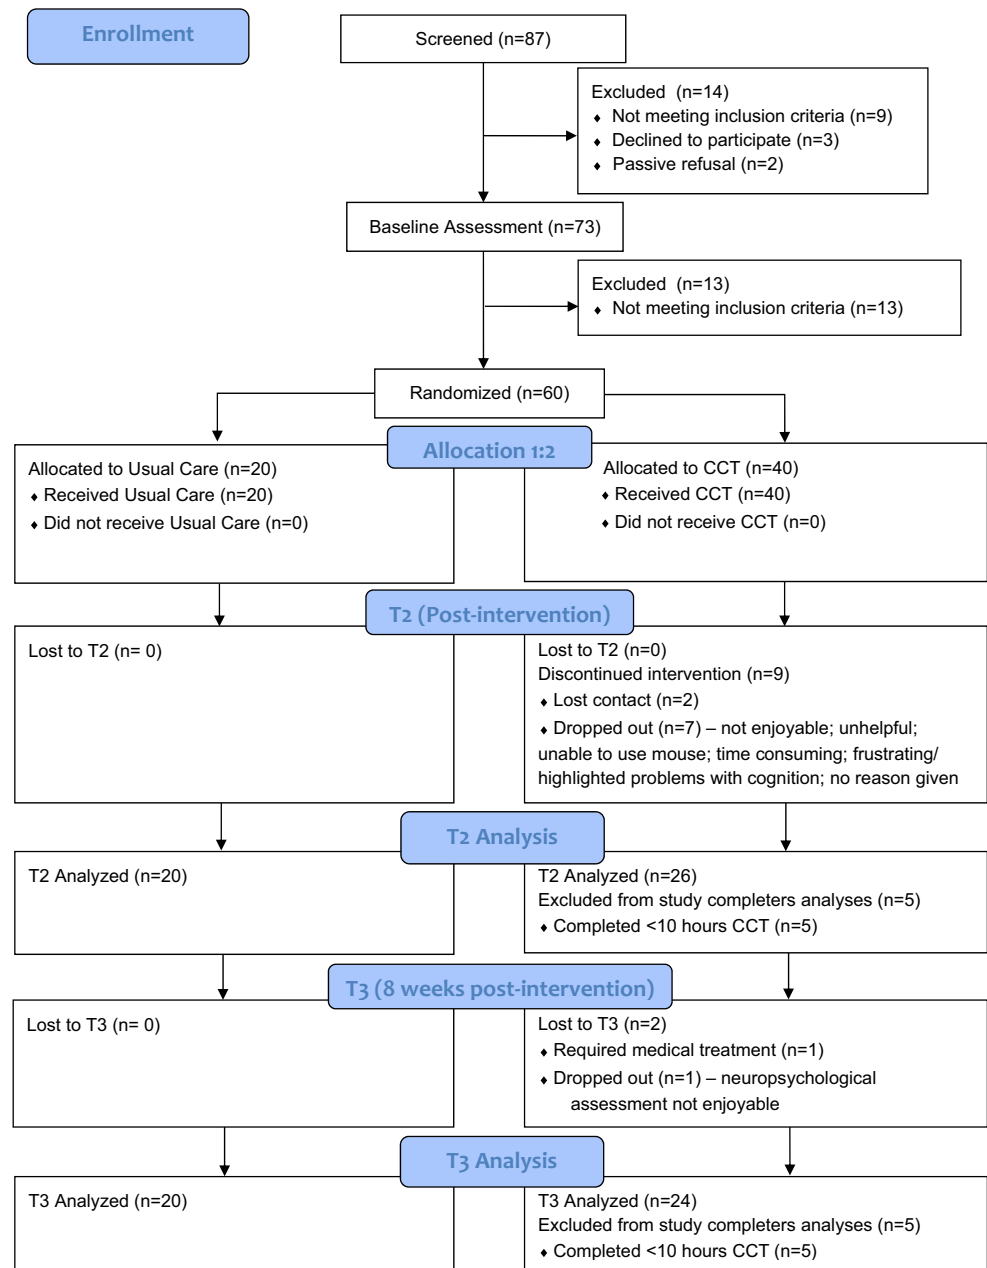 Enrollment
Screened (n=87)
Excluded  (n=14)
♦ Not meeting inclusion criteria (n=9)
♦ Declined to participate (n=3)
♦ Passive refusal (n=2)
Baseline Assessment (n=73)
Excluded  (n=13)
♦ Not meeting inclusion criteria (n=13)
Randomized (n=60)
Allocation 1:2
Allocated to Usual Care (n=20)
♦ Received Usual Care (n=20)
♦ Did not receive Usual Care (n=0)
Allocated to CCT (n=40)
♦ Received CCT (n=40)
♦ Did not receive CCT (n=0)
T2 (Post-intervention)
Lost to T2 (n= 0)
Lost to T2 (n=0)
Discontinued intervention (n=9)
♦ Lost contact (n=2)
♦ Dropped out (n=7) – not enjoyable; unhelpful;
unable to use mouse; time consuming; frustrating/
highlighted problems with cognition; no reason given
T2 Analysis
T2 Analyzed (n=20)
T2 Analyzed (n=26)
Excluded from study completers analyses (n=5)
♦ Completed <10 hours CCT (n=5)
T3 (8 weeks post-intervention)
Lost to T3 (n= 0)
Lost to T3 (n=2)
♦ Required medical treatment (n=1)
♦ Dropped out (n=1) – neuropsychological
assessment not enjoyable
T3 Analysis
T3 Analyzed (n=20)
T3 Analyzed (n=24)
Excluded from study completers analyses (n=5)
♦ Completed <10 hours CCT (n=5)